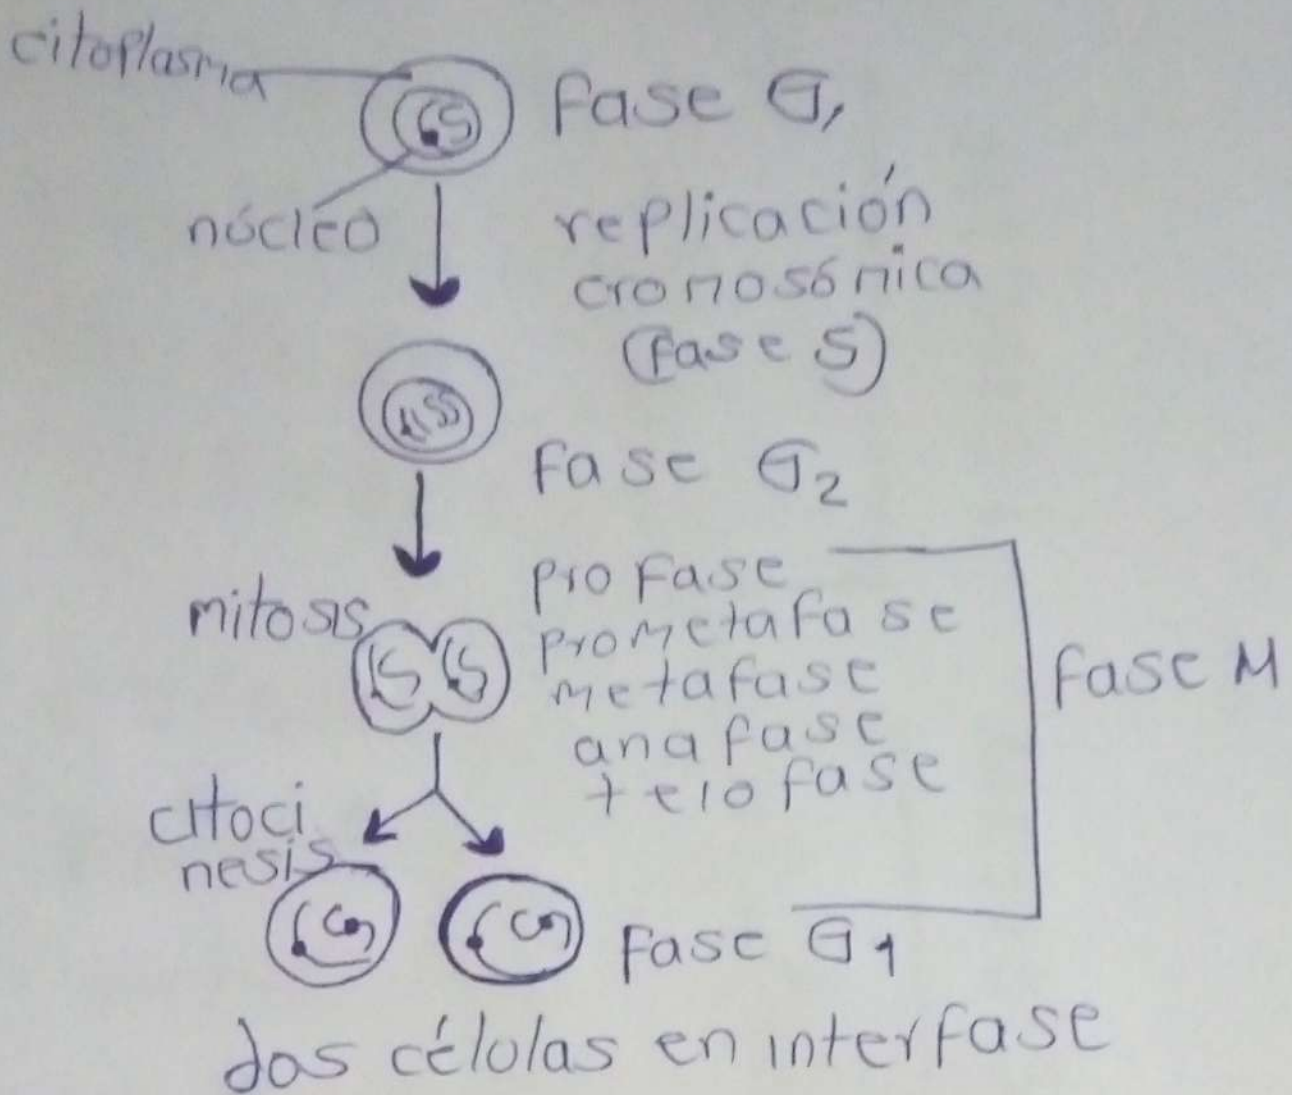 citoplasma
fase G1
núcleo
replicación
cromosómica
(fase S)
fase G2
mitosis
profase
prometafase
metafase
anafase
telofase
fase M
citoci
nesis
fase G1
dos células en interfase